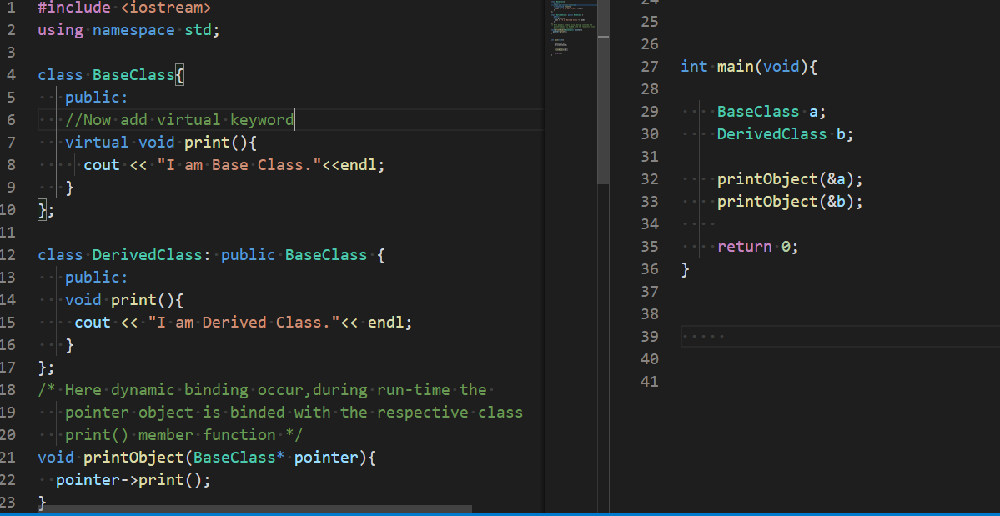 1 #include <iostream>
2 using namespace std;
3
4 class BaseClass{
5 public:
6 //Now add virtual keyword
7 virtual void print(){
8 cout << "I am Base Class."<<endl;
9 }
10 };
11
12 class DerivedClass: public BaseClass {
13 public:
14 void print(){
15 cout << "I am Derived Class."<< endl;
16 }
17 };
18 /* Here dynamic binding occur,during run-time the
19 pointer object is binded with the respective class
20 print() member function */
21 void printObject(BaseClass* pointer){
22 pointer->print();
23 }
24
25
26
27 int main(void){
28
29 BaseClass a;
30 DerivedClass b;
31
32 printObject(&a);
33 printObject(&b);
34
35 return 0;
36 }
37
38
39
40
41